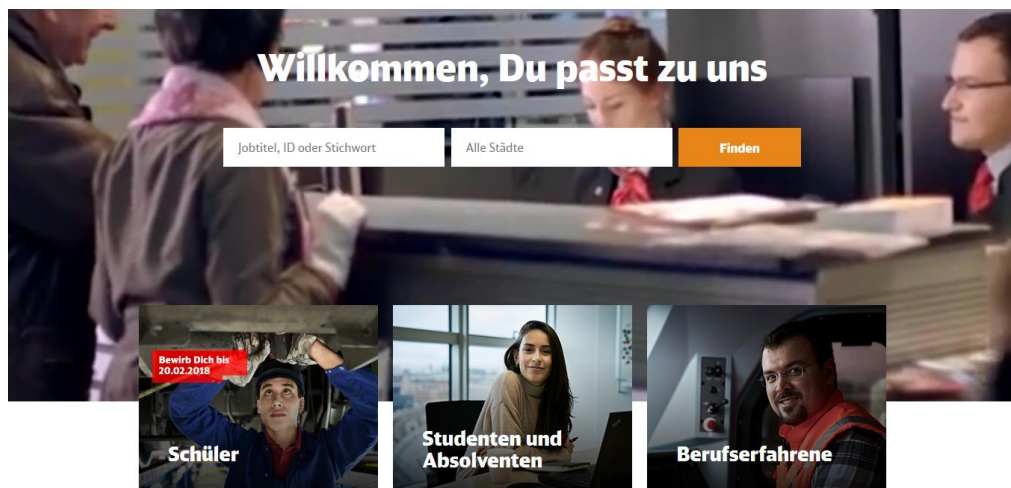 Willkommen, Du passt zu uns
Jobtitel, ID oder Stichwort
Alle Städte
Finden
Bewirb Dich bis
20.02.2018
Schüler
Studenten und
Absolventen
Berufserfahrene